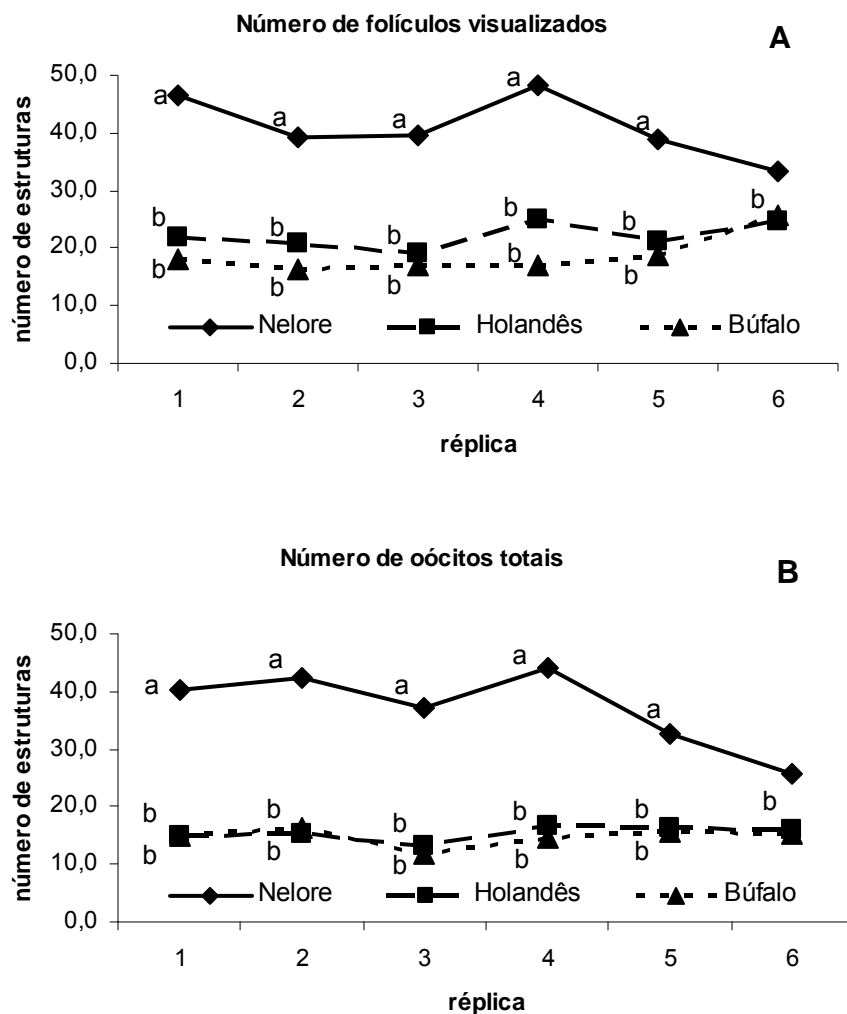 Número de folículos visualizados
A
número de estruturas
50,0
40,0
30,0
20,0
10,0
0,0
a a a a a
b b b b b b
b b b b b
Nelore Holandês Búfalo
1 2 3 4 5 6
réplica
Número de oócitos totais
B
número de estruturas
50,0
40,0
30,0
20,0
10,0
0,0
a a a a a
b b b b b b
b b b b b
Nelore Holandês Búfalo
1 2 3 4 5 6
réplica